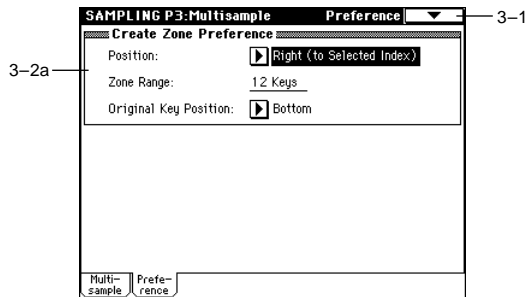 SAMPLING P3:Multisample Preference
3–1
Create Zone Preference
3–2a
Position: Right (to Selected Index)
Zone Range: 12 Keys
Original Key Position: Bottom
Multi- Prefe-
sample rence